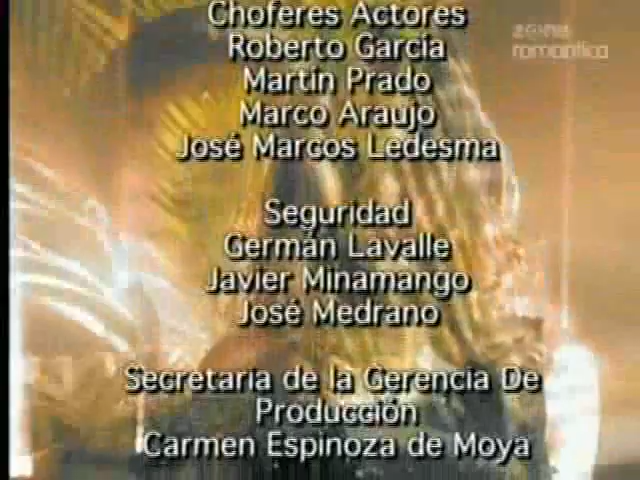 Choferes Actores
zona
romántica
Roberto García
Martín Prado
Marco Araujo
José Marcos Ledesma
Seguridad
Germán Lavalle
Javier Minamango
José Medrano
Secretaria de la Gerencia De
Producción
Carmen Espinoza de Moya